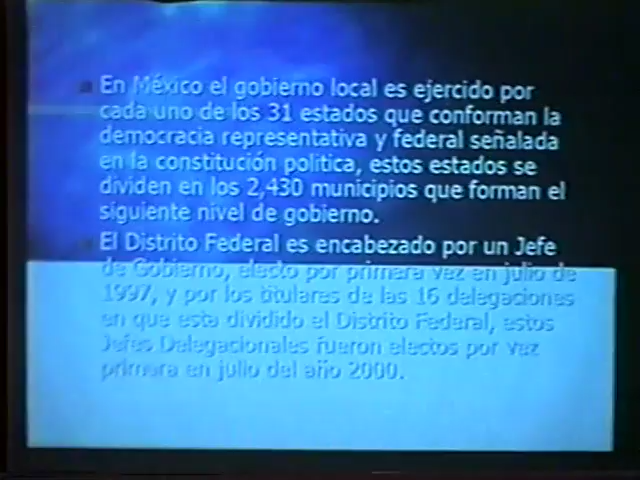 En México el gobierno local es ejercido por
cada uno de los 31 estados que conforman la
democracia representativa y federal señalada
en la constitución politica, estos estados se
dividen en los 2,430 municipios que forman el
siguiente nivel de gobierno.
El Distrito Federal es encabezado por un Jefe
de Gobierno, electo por primera vez en julio de
1997, y por los titulares de las 16 delegaciones
en que esta dividido el Distrito Federal, estos
Jefes Delegacionales fueron electos por vez
primera en julio del año 2000.